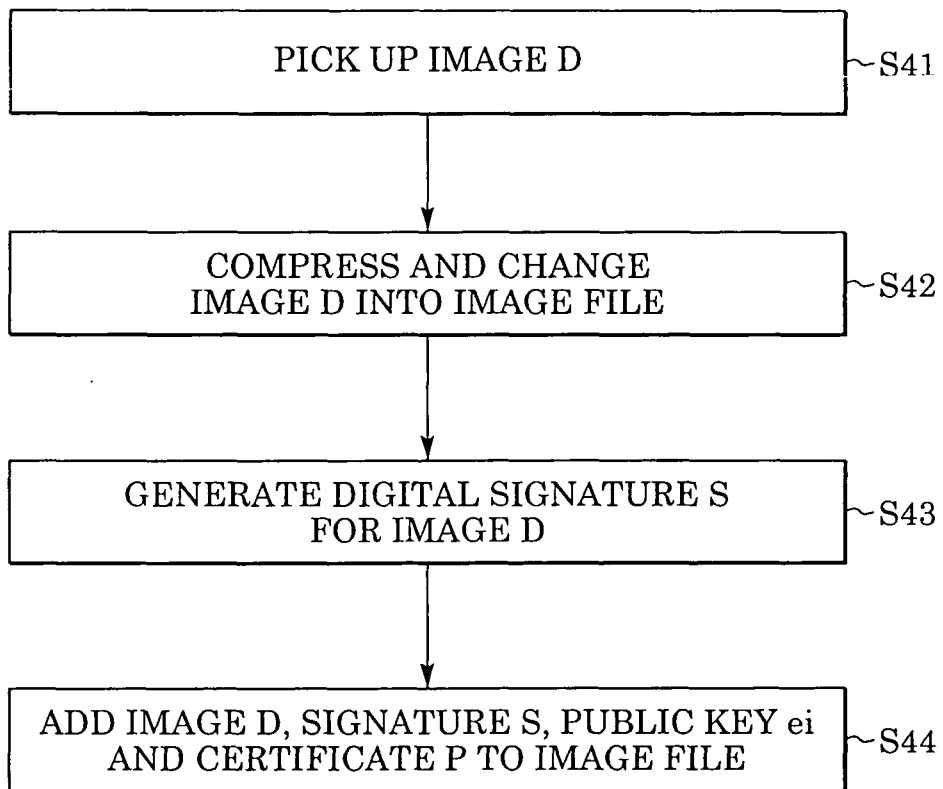 PICK UP IMAGE D
S41
COMPRESS AND CHANGE
IMAGE D INTO IMAGE FILE
S42
GENERATE DIGITAL SIGNATURE S
FOR IMAGE D
S43
ADD IMAGE D, SIGNATURE S, PUBLIC KEY ei
AND CERTIFICATE P TO IMAGE FILE
S44